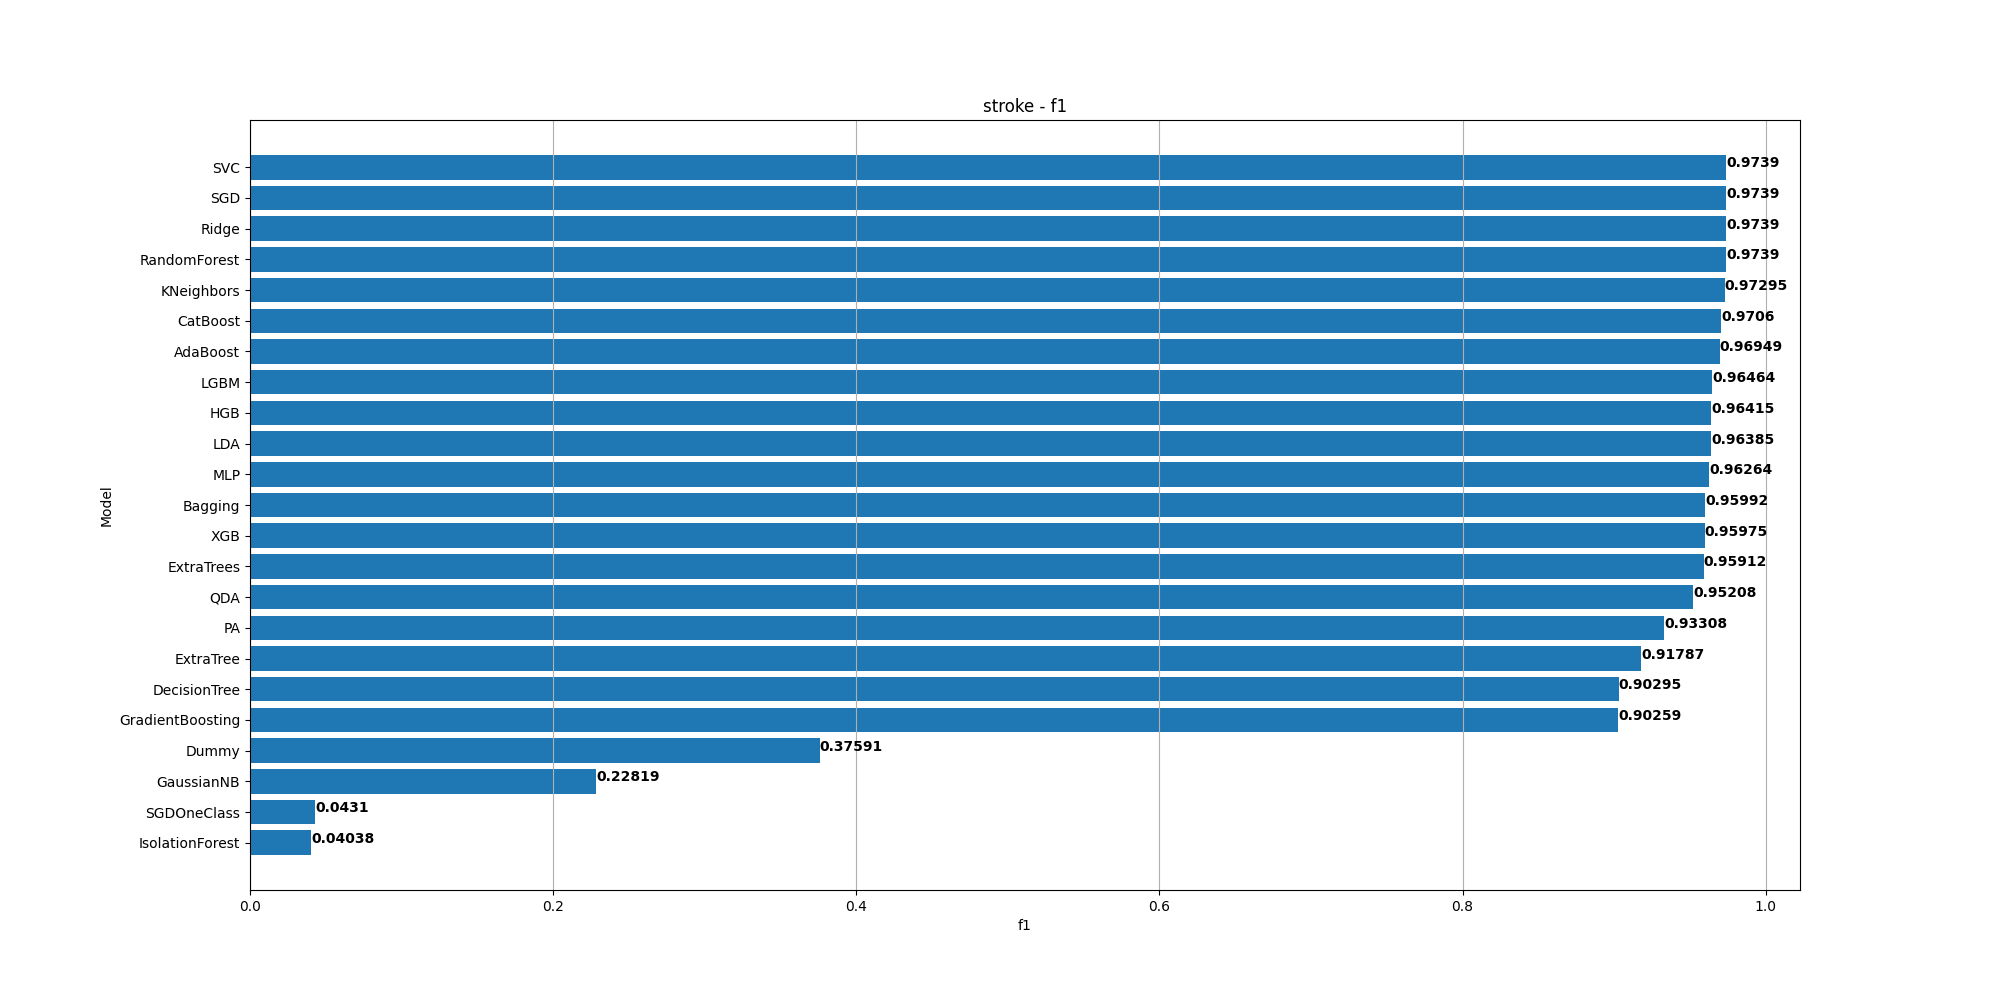 stroke - f1
SVC 0.9739
SGD 0.9739
Ridge 0.9739
RandomForest 0.9739
KNeighbors 0.97295
CatBoost 0.9706
AdaBoost 0.96949
LGBM 0.96464
HGB 0.96415
LDA 0.96385
MLP 0.96264
Model
Bagging 0.95992
XGB 0.95975
ExtraTrees 0.95912
QDA 0.95208
PA 0.93308
ExtraTree 0.91787
DecisionTree 0.90295
GradientBoosting 0.90259
Dummy 0.37591
GaussianNB 0.22819
SGDOneClass 0.0431
IsolationForest 0.04038
0.0 0.2 0.4 0.6 0.8 1.0
f1